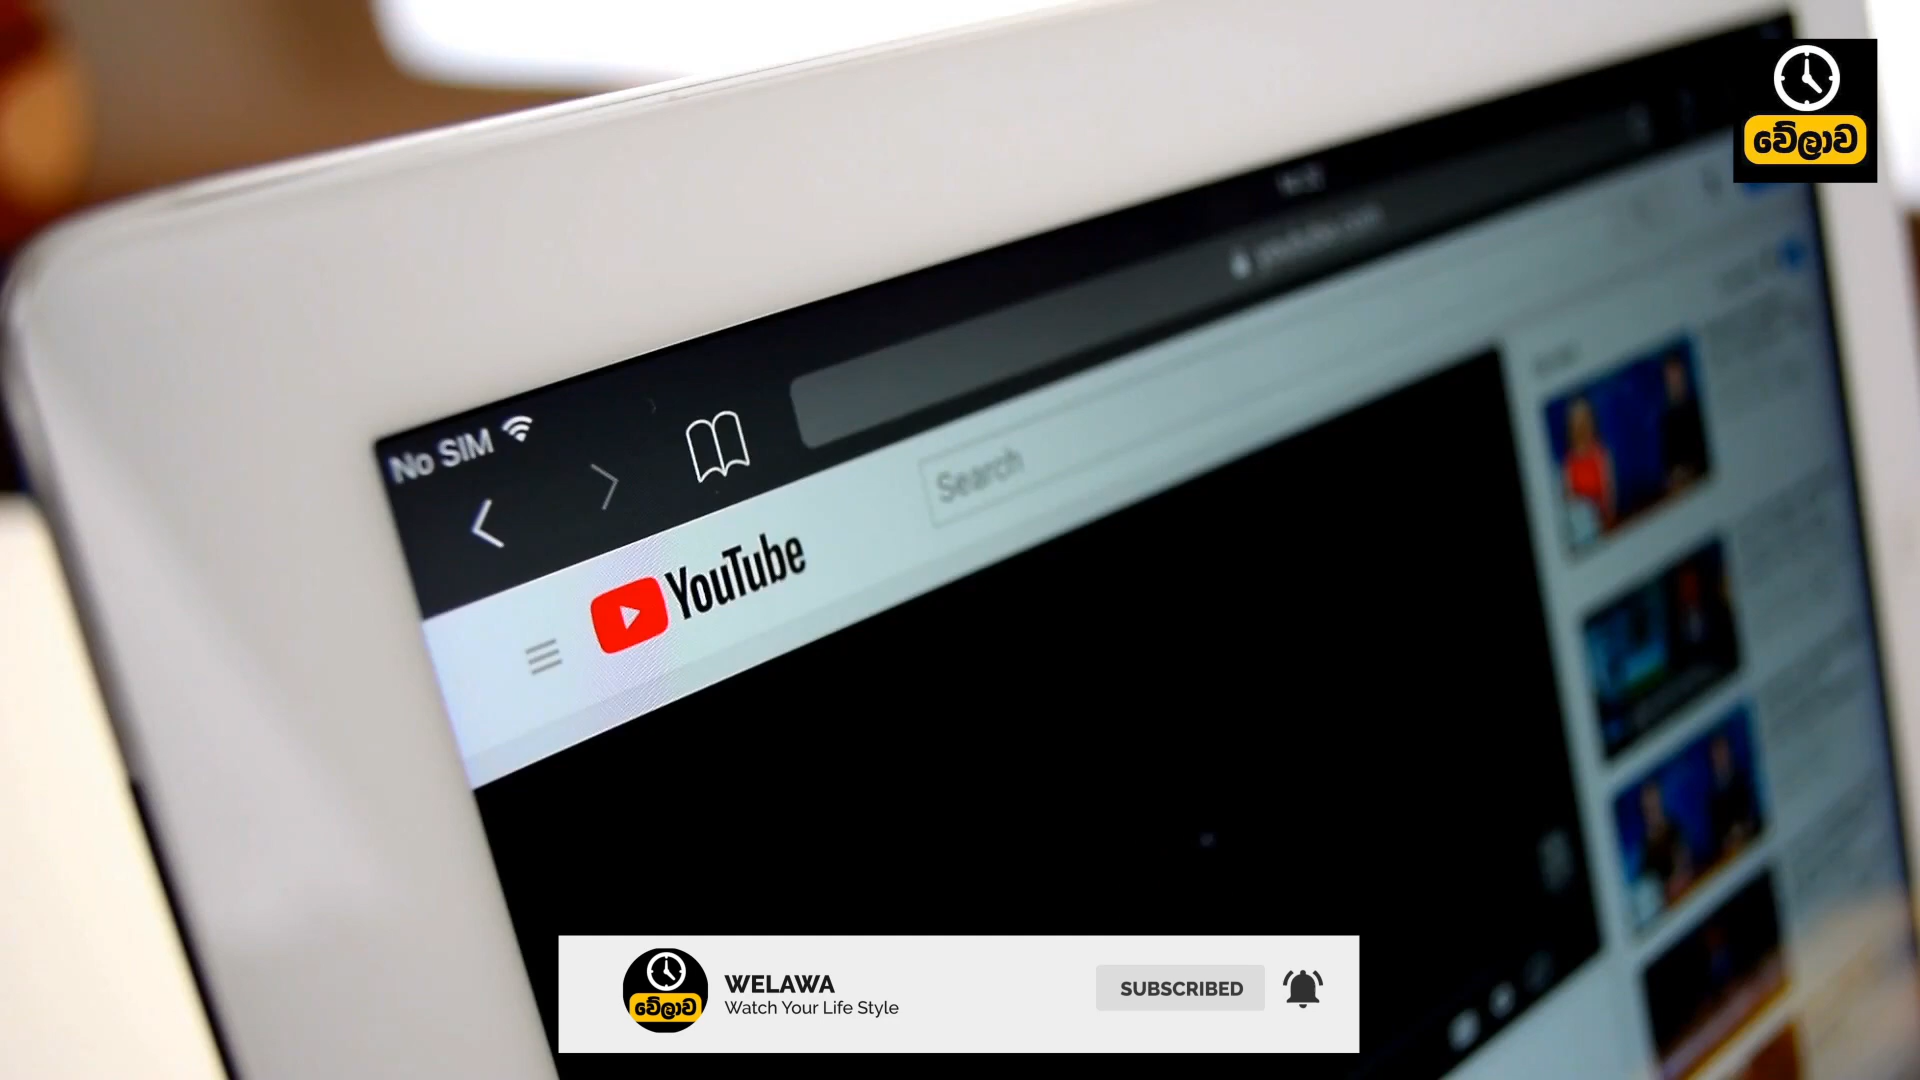 වේලාව
No SIM
Search
YouTube
වේලාව
WELAWA
Watch Your Life Style
SUBSCRIBED